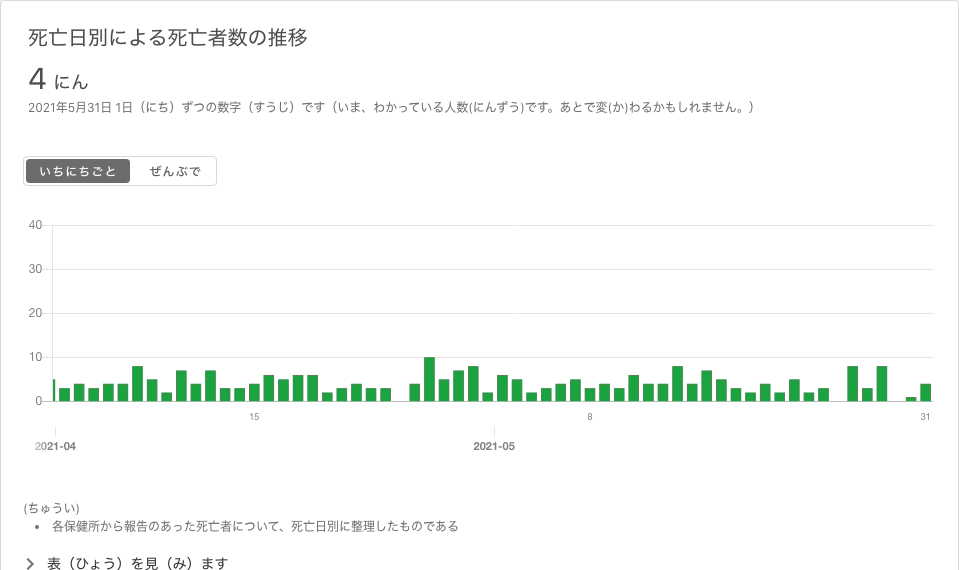 死亡日別による死亡者数の推移
4 にん
2021年5月31日 1日（にち）ずつの数字（すうじ）です（いま、わかっている人数(にんずう)です。あとで変(か)わるかもしれません。）
いちにちごと ぜんぶで
40
30
20
10
0
15 8 31
2021-04 2021-05
(ちゅうい)
• 各保健所から報告のあった死亡者について、死亡日別に整理したものである
表（ひょう）を見（み）ます